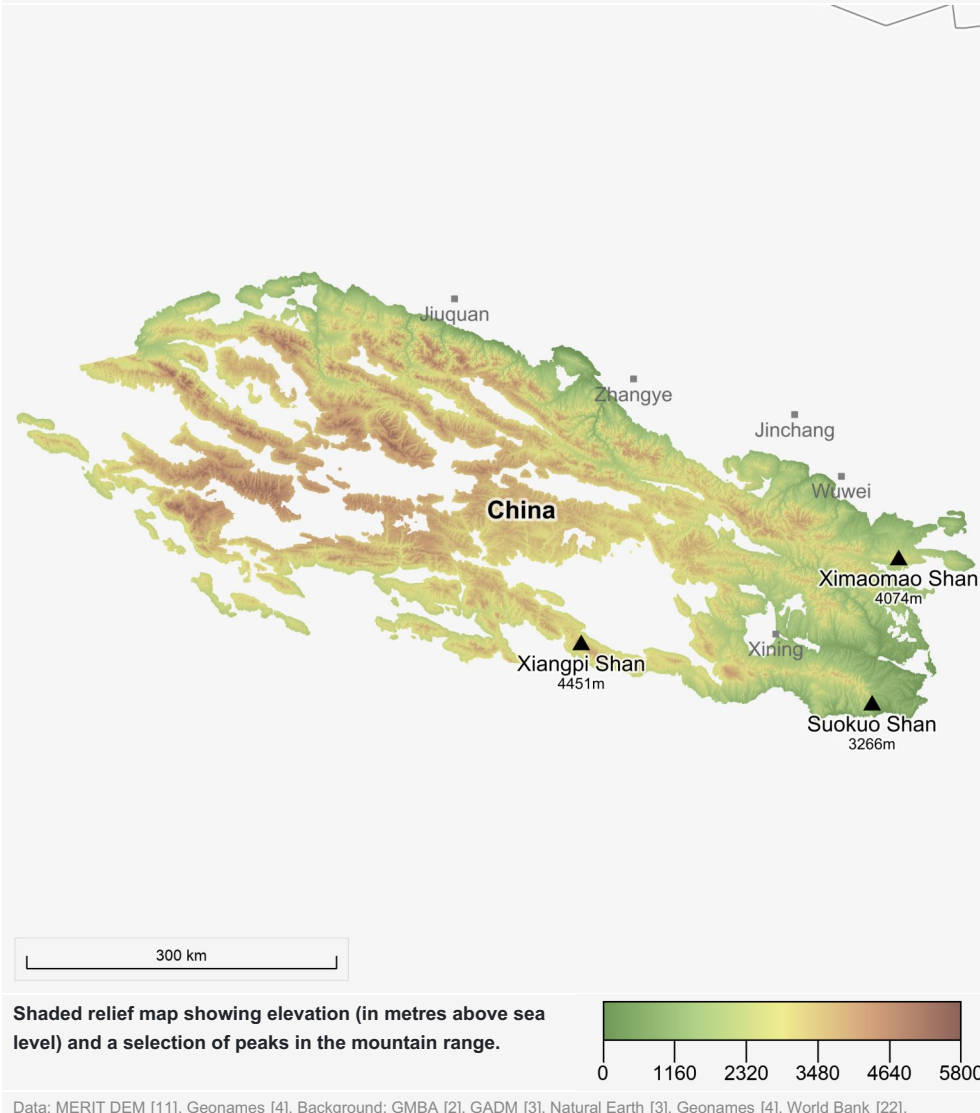 Jiuquan
Zhangye
Jinchang
Wuwei
China
Ximaomao Shan
4074m
Xining
Xiangpi Shan
4451m
Suokuo Shan
3266m
300 km
Shaded relief map showing elevation (in metres above sea
level) and a selection of peaks in the mountain range.
0 1160 2320 3480 4640 5800
Data: MERIT DEM [11], Geonames [4]. Background: GMBA [2], GADM [3], Natural Earth [3], Geonames [4], World Bank [22].